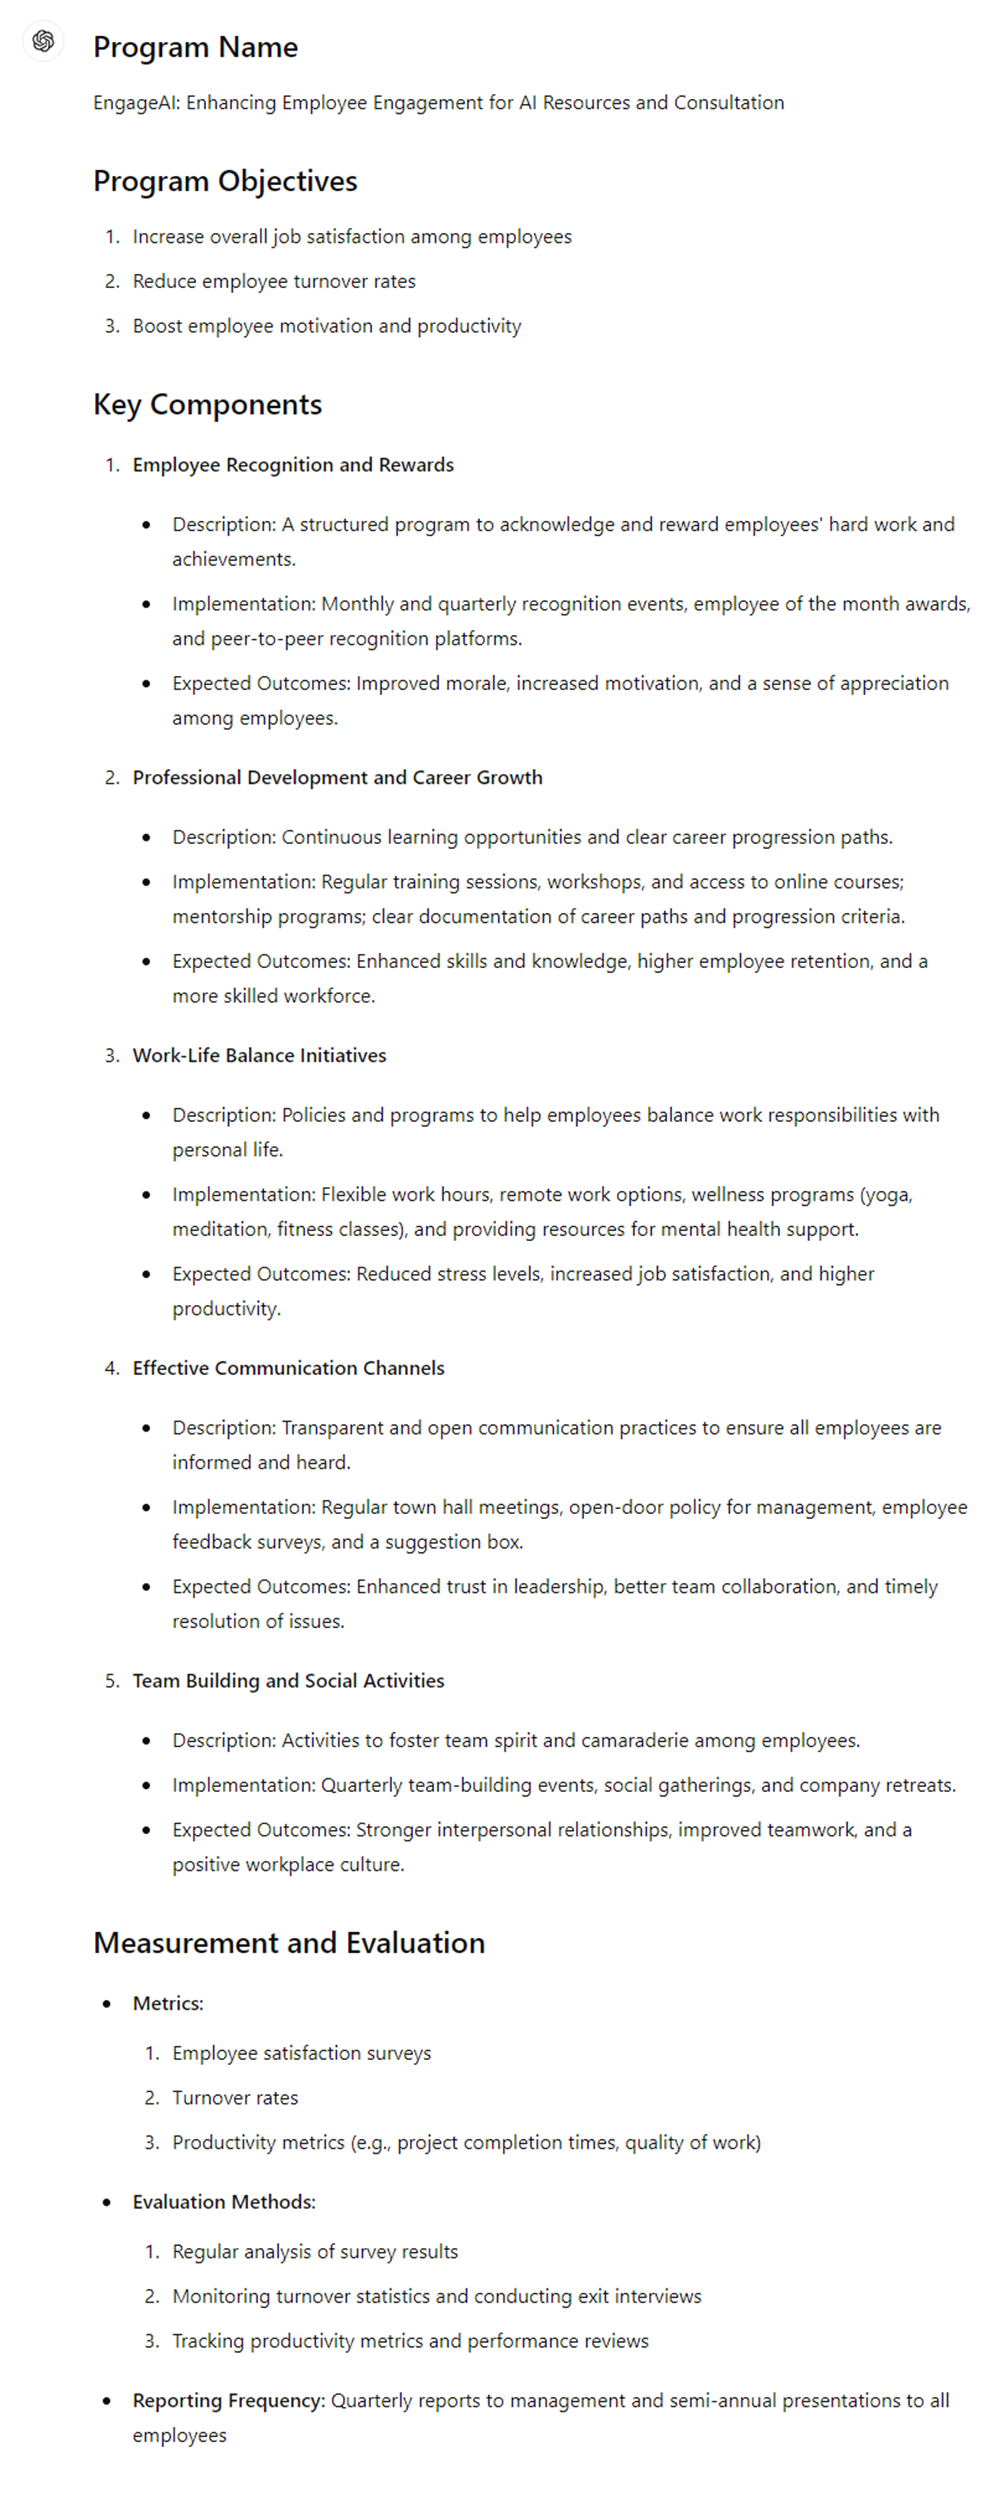 Program Name
EngageAI: Enhancing Employee Engagement for AI Resources and Consultation
Program Objectives
1. Increase overall job satisfaction among employees
2. Reduce employee turnover rates
3. Boost employee motivation and productivity
Key Components
1. Employee Recognition and Rewards
• Description: A structured program to acknowledge and reward employees' hard work and
achievements.
• Implementation: Monthly and quarterly recognition events, employee of the month awards,
and peer-to-peer recognition platforms.
• Expected Outcomes: Improved morale, increased motivation, and a sense of appreciation
among employees.
2. Professional Development and Career Growth
• Description: Continuous learning opportunities and clear career progression paths.
• Implementation: Regular training sessions, workshops, and access to online courses;
mentorship programs; clear documentation of career paths and progression criteria.
• Expected Outcomes: Enhanced skills and knowledge, higher employee retention, and a
more skilled workforce.
3. Work-Life Balance Initiatives
• Description: Policies and programs to help employees balance work responsibilities with
personal life.
• Implementation: Flexible work hours, remote work options, wellness programs (yoga,
meditation, fitness classes), and providing resources for mental health support.
• Expected Outcomes: Reduced stress levels, increased job satisfaction, and higher
productivity.
4. Effective Communication Channels
• Description: Transparent and open communication practices to ensure all employees are
informed and heard.
• Implementation: Regular town hall meetings, open-door policy for management, employee
feedback surveys, and a suggestion box.
• Expected Outcomes: Enhanced trust in leadership, better team collaboration, and timely
resolution of issues.
5. Team Building and Social Activities
• Description: Activities to foster team spirit and camaraderie among employees.
• Implementation: Quarterly team-building events, social gatherings, and company retreats.
• Expected Outcomes: Stronger interpersonal relationships, improved teamwork, and a
positive workplace culture.
Measurement and Evaluation
• Metrics:
1. Employee satisfaction surveys
2. Turnover rates
3. Productivity metrics (e.g., project completion times, quality of work)
• Evaluation Methods:
1. Regular analysis of survey results
2. Monitoring turnover statistics and conducting exit interviews
3. Tracking productivity metrics and performance reviews
• Reporting Frequency: Quarterly reports to management and semi-annual presentations to all
employees